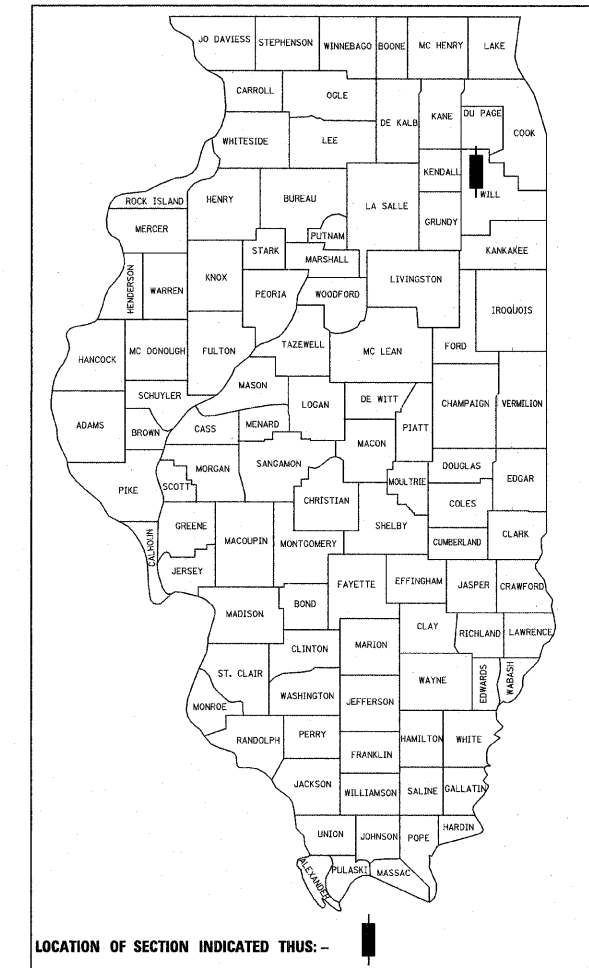 JO DAVIESS STEPHENSON WINNEBAGO BOONE MC HENRY LAKE
CARROLL OGLE DE KALB KANE DU PAGE COOK
WHITESIDE LEE
KENDALL WILL
ROCK ISLAND HENRY BUREAU LA SALLE GRUNDY
MERCER PUTNAM KANKAKEE
STARK MARSHALL
HENDERSON WARREN KNOX PEORIA WOODFORD LIVINGSTON IROQUOIS
HANCOCK MC DONOUGH FULTON TAZEWELL MC LEAN FORD
SCHUYLER MASON LOGAN DE WITT CHAMPAIGN VERMILION
ADAMS BROWN CASS MENARD MACON PIATT
PIKE SCOTT MORGAN SANGAMON CHRISTIAN MOULTRIE DOUGLAS EDGAR
COLES
CALHOUN GREENE MACOUPIN MONTGOMERY SHELBY CUMBERLAND CLARK
JERSEY FAYETTE EFFINGHAM JASPER CRAWFORD
MADISON BOND
CLAY RICHLAND LAWRENCE
CLINTON MARION
ST. CLAIR WAYNE EDWARDS WABASH
WASHINGTON JEFFERSON
MONROE
RANDOLPH PERRY HAMILTON WHITE
FRANKLIN
JACKSON WILLIAMSON SALINE GALLATIN
UNION JOHNSON POPE HARDIN
ALEXANDER PULASKI MASSAC
LOCATION OF SECTION INDICATED THUS: -